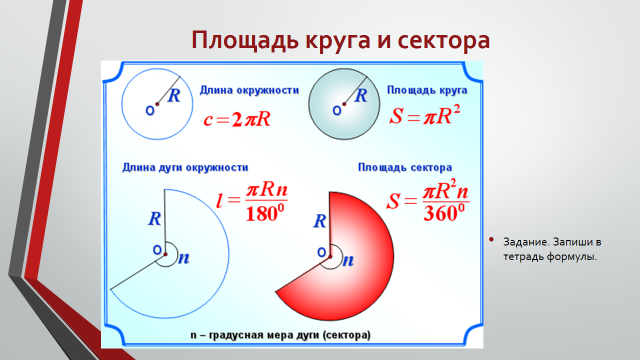 Площадь круга и сектора
Длина окружности
R
O
c = 2πR
Площадь круга
R
O
S = πR²
Длина дуги окружности
l = πRn / 180⁰
R
O
n
Площадь сектора
S = πR²n / 360⁰
R
O
n
n – градусная мера дуги (сектора)
• Задание. Запиши в
тетрадь формулы.